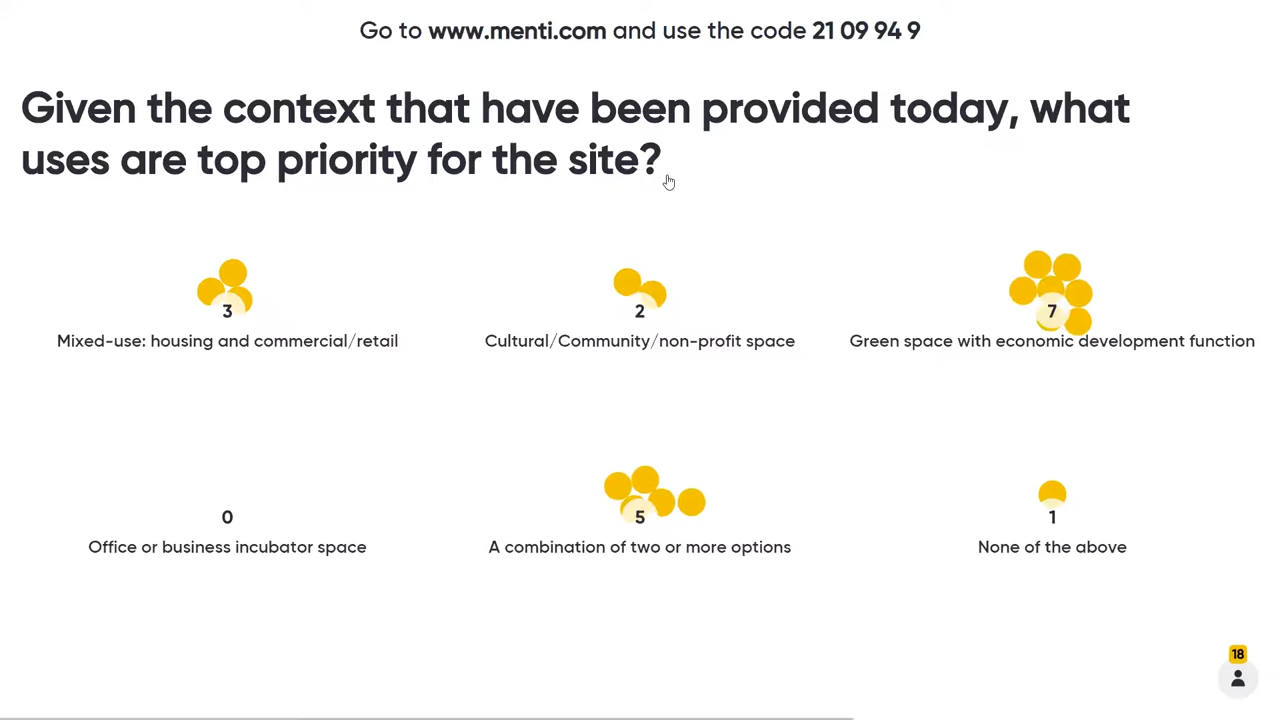 Go to www.menti.com and use the code 21 09 94 9
Given the context that have been provided today, what
uses are top priority for the site?
3
Mixed-use: housing and commercial/retail
2
Cultural/Community/non-profit space
7
Green space with economic development function
0
Office or business incubator space
5
A combination of two or more options
1
None of the above
18